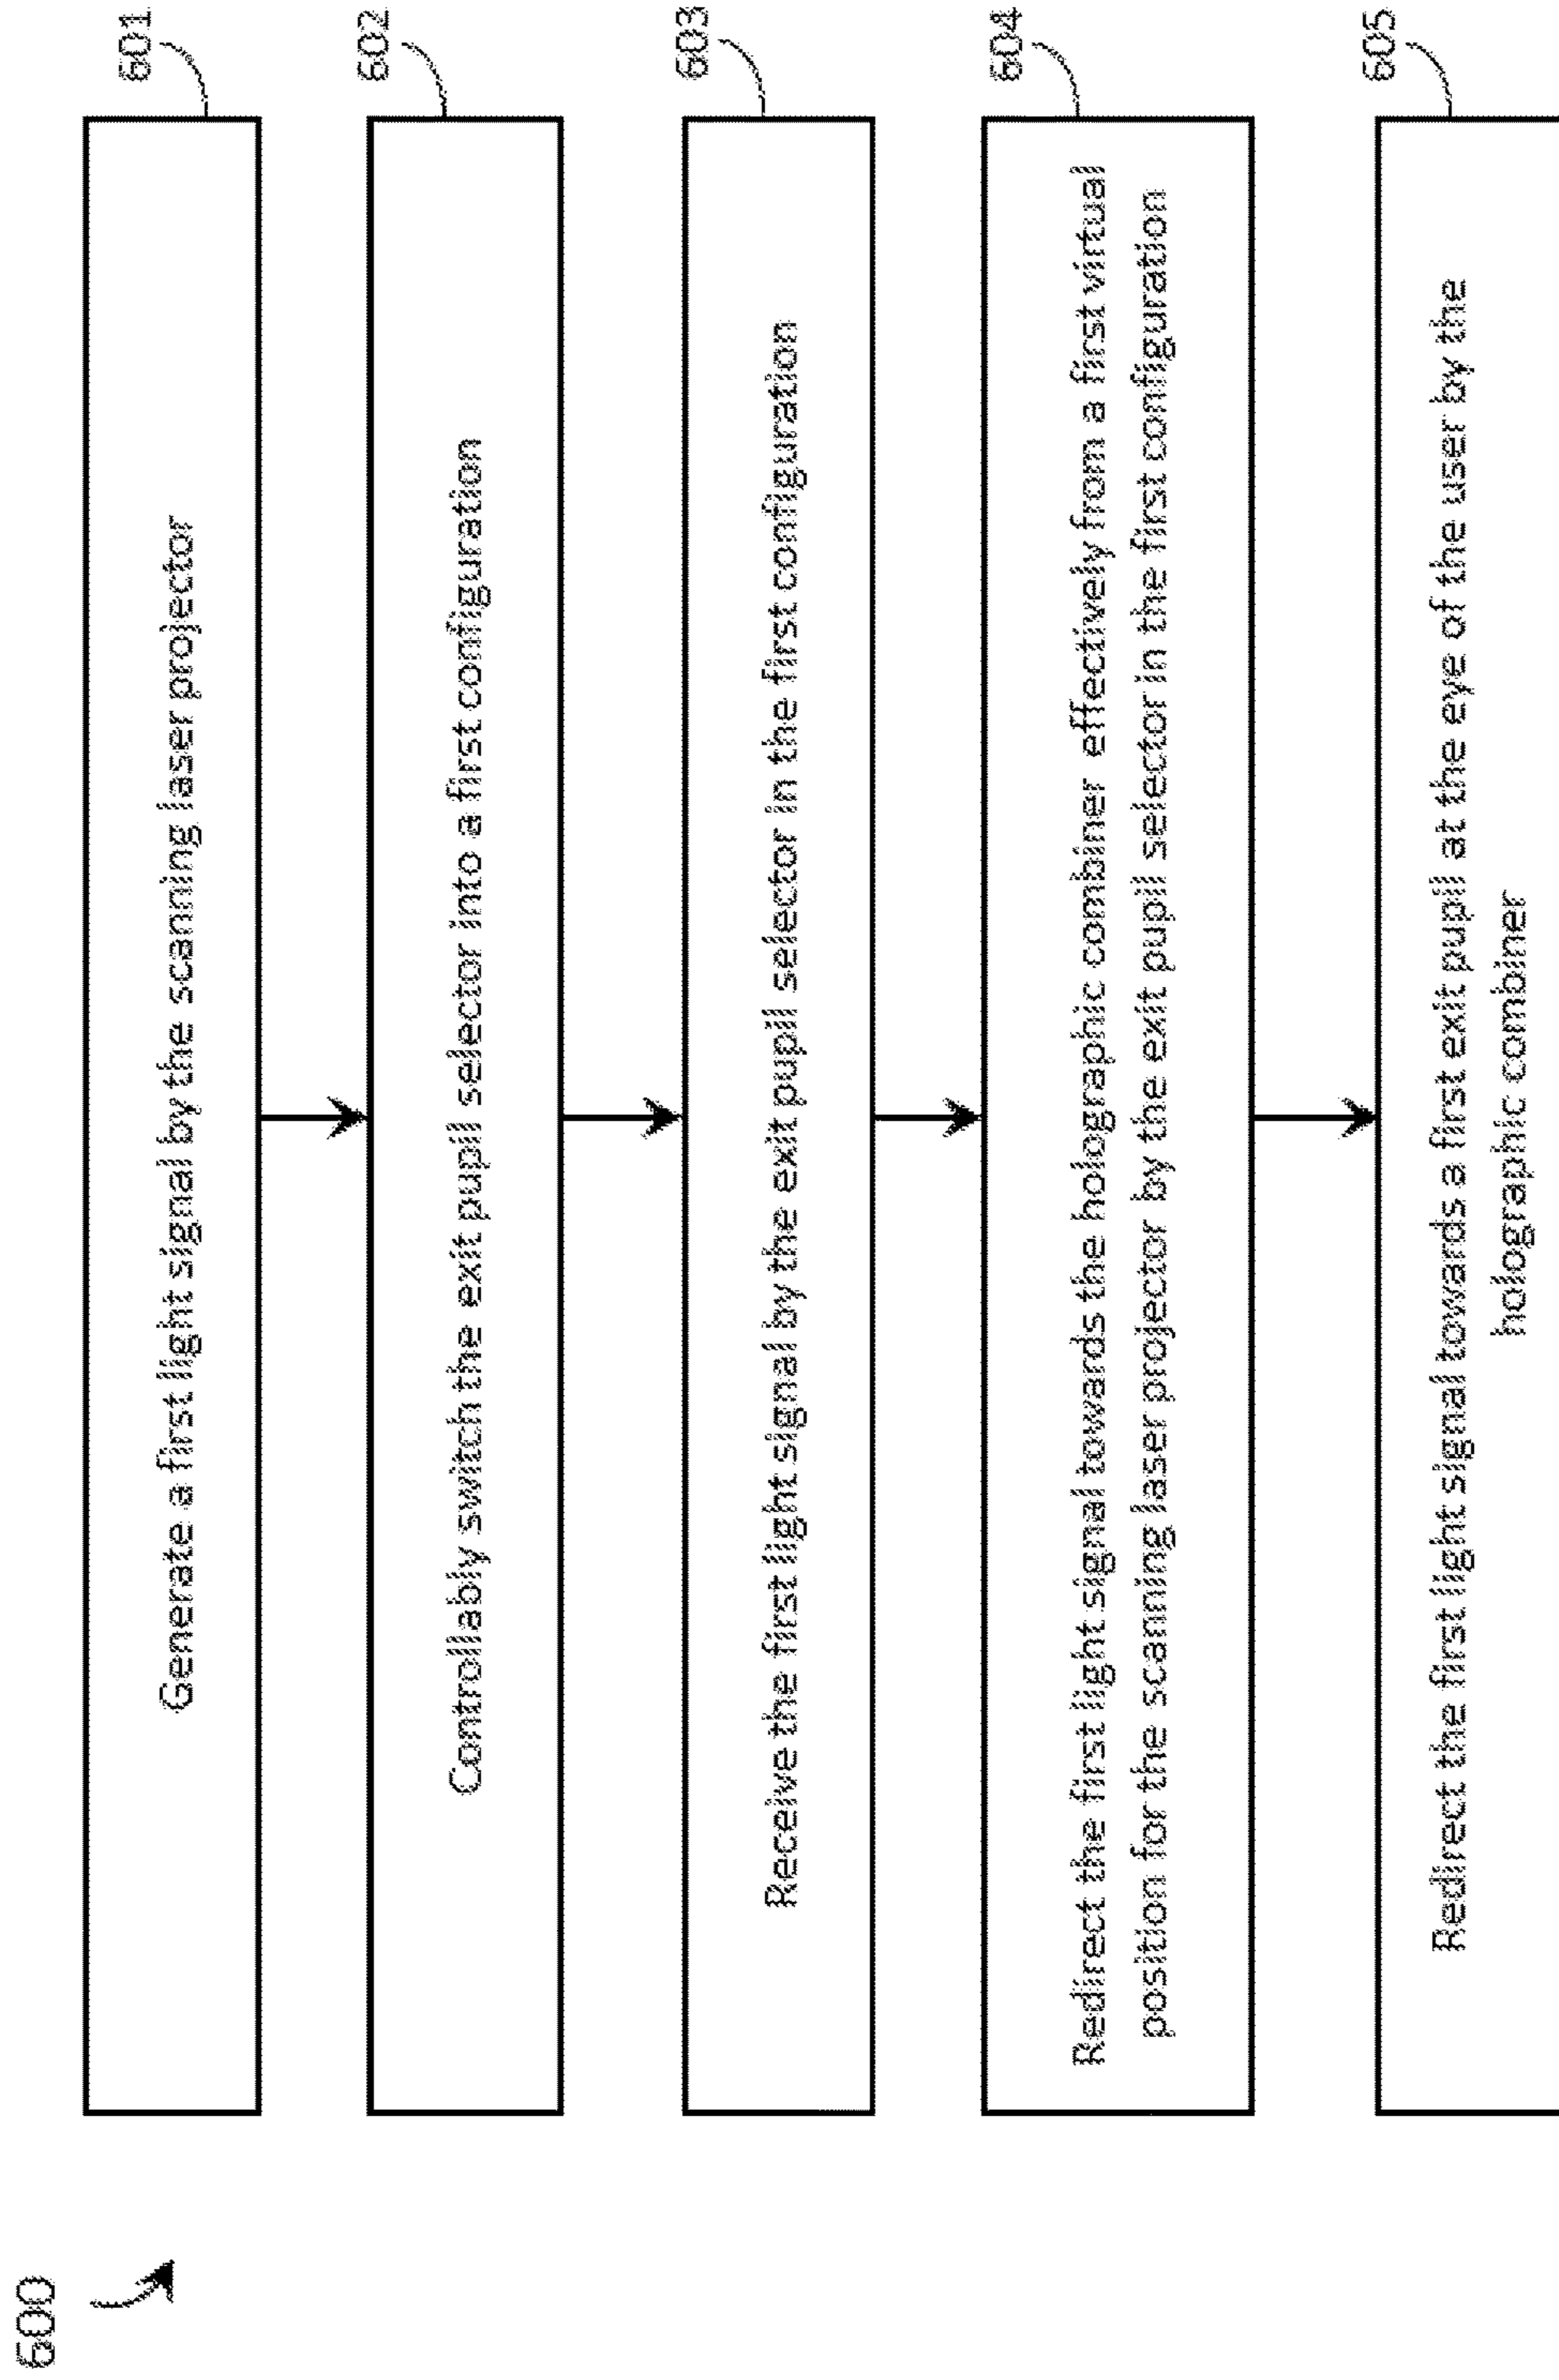 600
601
Generate a first light signal by the scanning laser projector
602
Controllably switch the exit pupil selector into a first configuration
603
Receive the first light signal by the exit pupil selector in the first configuration
604
Redirect the first light signal towards the holographic combiner effectively from a first virtual
position for the scanning laser projector by the exit pupil selector in the first configuration
605
Redirect the first light signal towards a first exit pupil at the eye of the user by the
holographic combiner